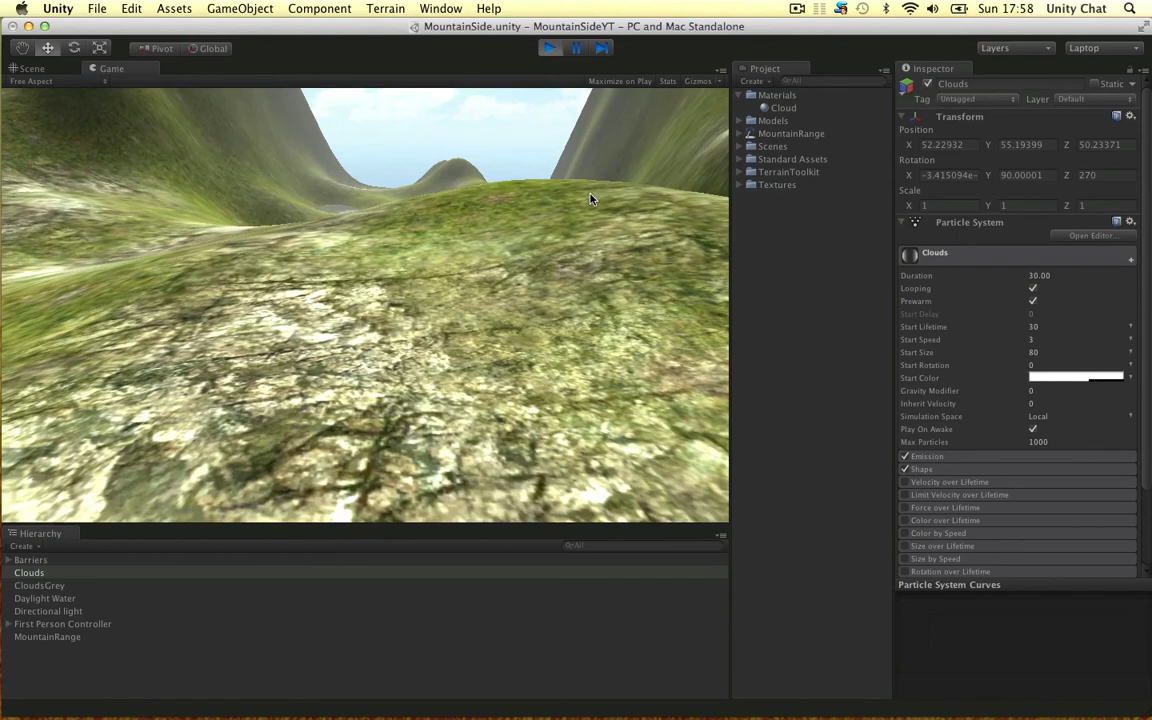 Unity File Edit Assets GameObject Component Terrain Window Help Sun 17:58 Unity Chat
MountainSide.unity - MountainSideYT - PC and Mac Standalone
Pivot Global Layers Laptop
Scene Game
Free Aspect Maximize on Play Stats Gizmos
Project
Create All
Materials
Cloud
Models
MountainRange
Scenes
Standard Assets
TerrainToolkit
Textures
Inspector
Clouds Static
Tag Untagged Layer Default
Transform
Position
X 52.22932 Y 55.19399 Z 50.23371
Rotation
X -3.415094e- Y 90.00001 Z 270
Scale
X 1 Y 1 Z 1
Particle System
Open Editor...
Clouds
Duration 30.00
Looping
Prewarm
Start Delay 0
Start Lifetime 30
Start Speed 3
Start Size 80
Start Rotation 0
Start Color
Gravity Modifier 0
Inherit Velocity 0
Simulation Space Local
Play On Awake
Max Particles 1000
Emission
Shape
Velocity over Lifetime
Limit Velocity over Lifetime
Force over Lifetime
Color over Lifetime
Color by Speed
Size over Lifetime
Size by Speed
Rotation over Lifetime
Particle System Curves
Hierarchy
Create All
Barriers
Clouds
CloudsGrey
Daylight Water
Directional light
First Person Controller
MountainRange